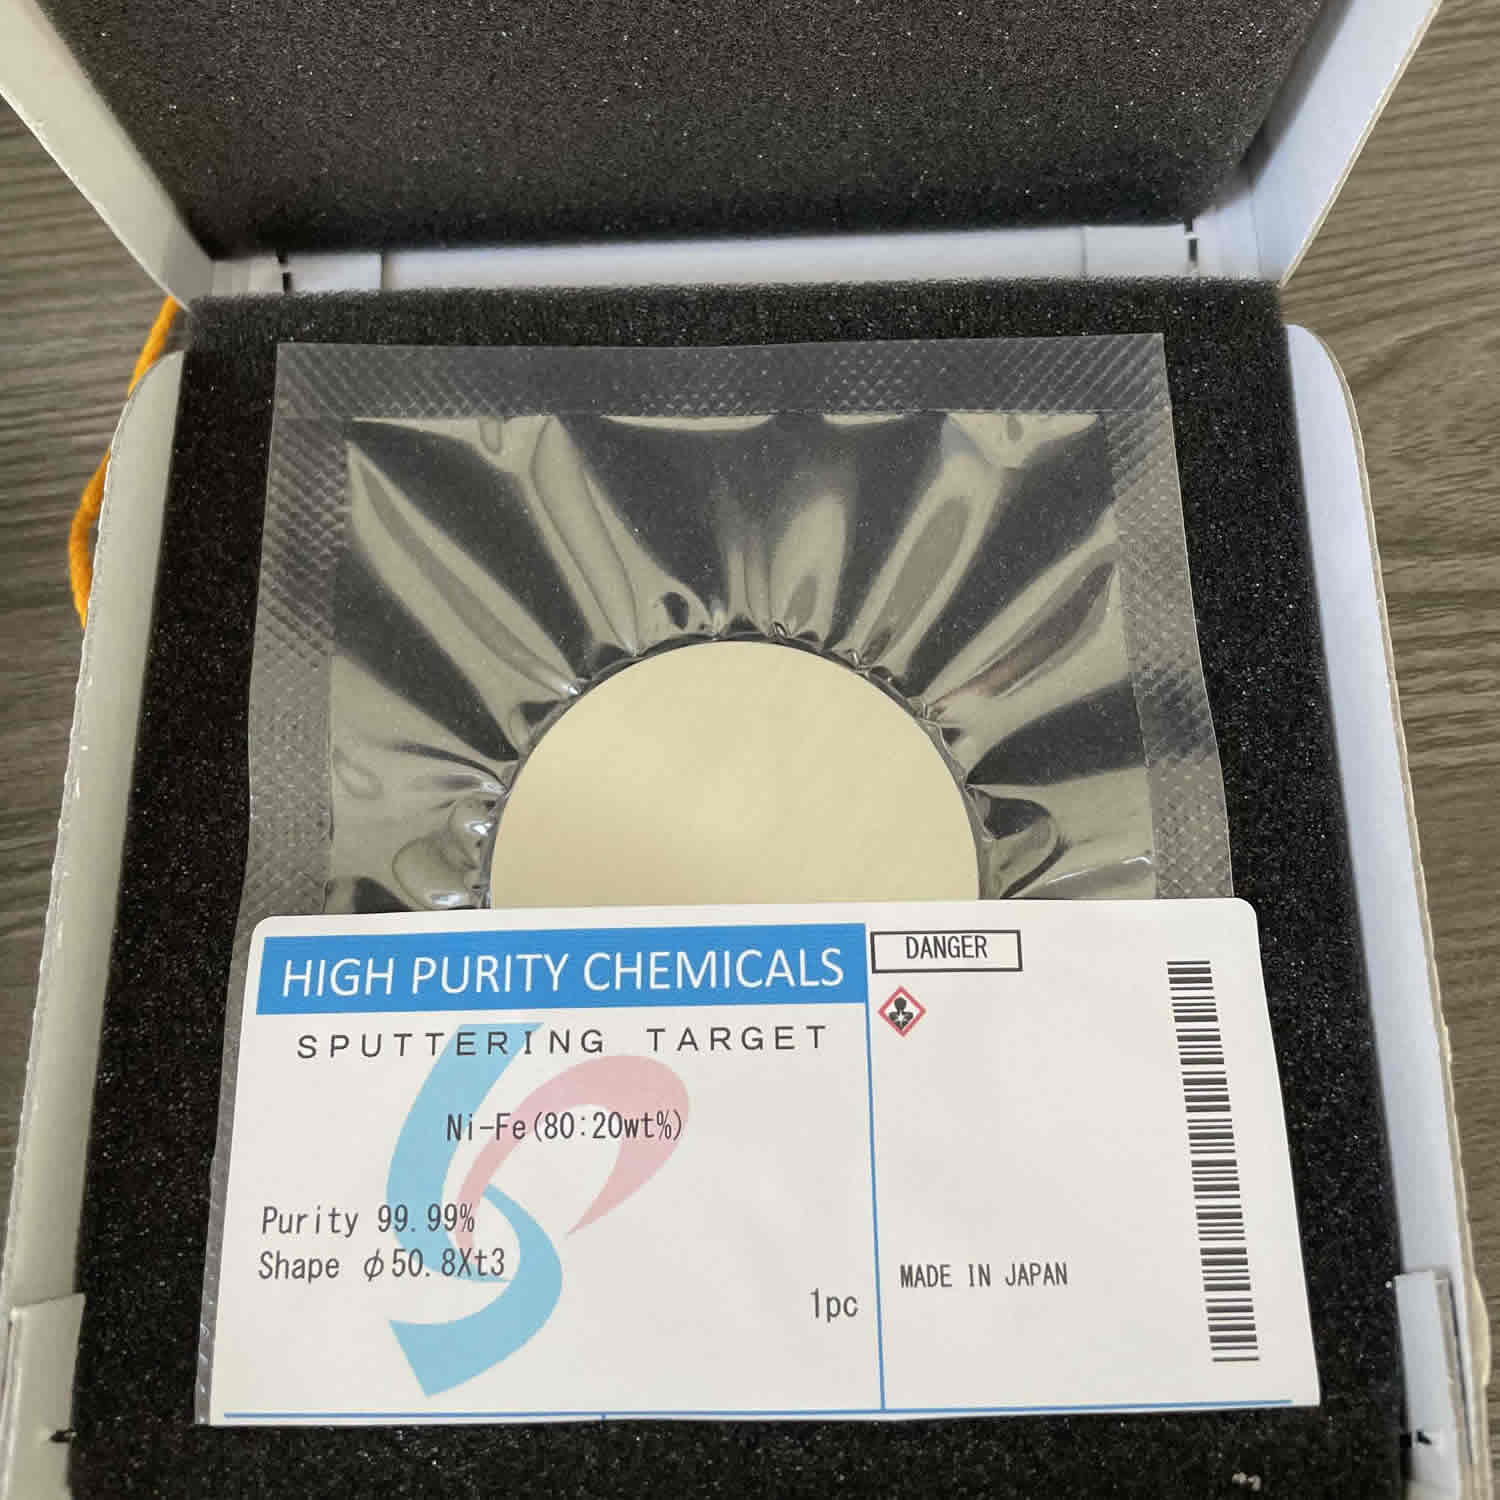 HIGH PURITY CHEMICALS
SPUTTERING TARGET
Ni-Fe(80:20wt%)
Purity 99.99%
Shape φ50.8Xt3
1pc
DANGER
MADE IN JAPAN